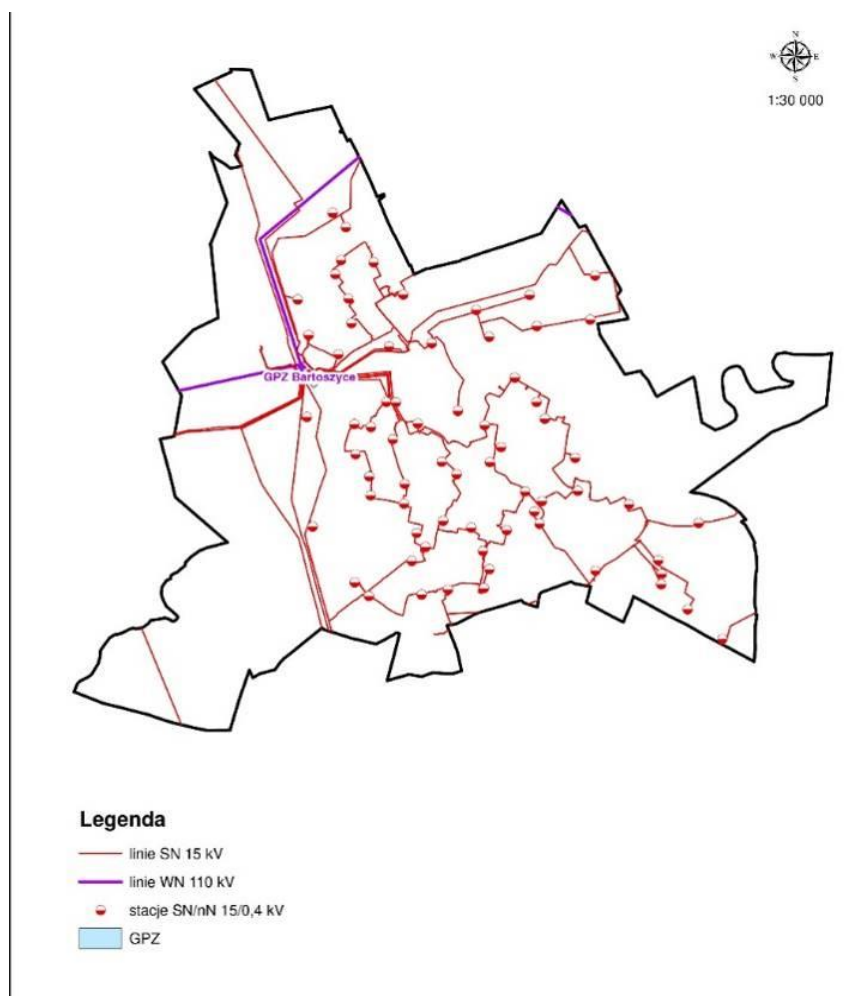 N
W E
S
1:30 000
GPZ Bartoszyce
Legenda
linie SN 15 kV
linie WN 110 kV
stacje SN/nN 15/0,4 kV
GPZ